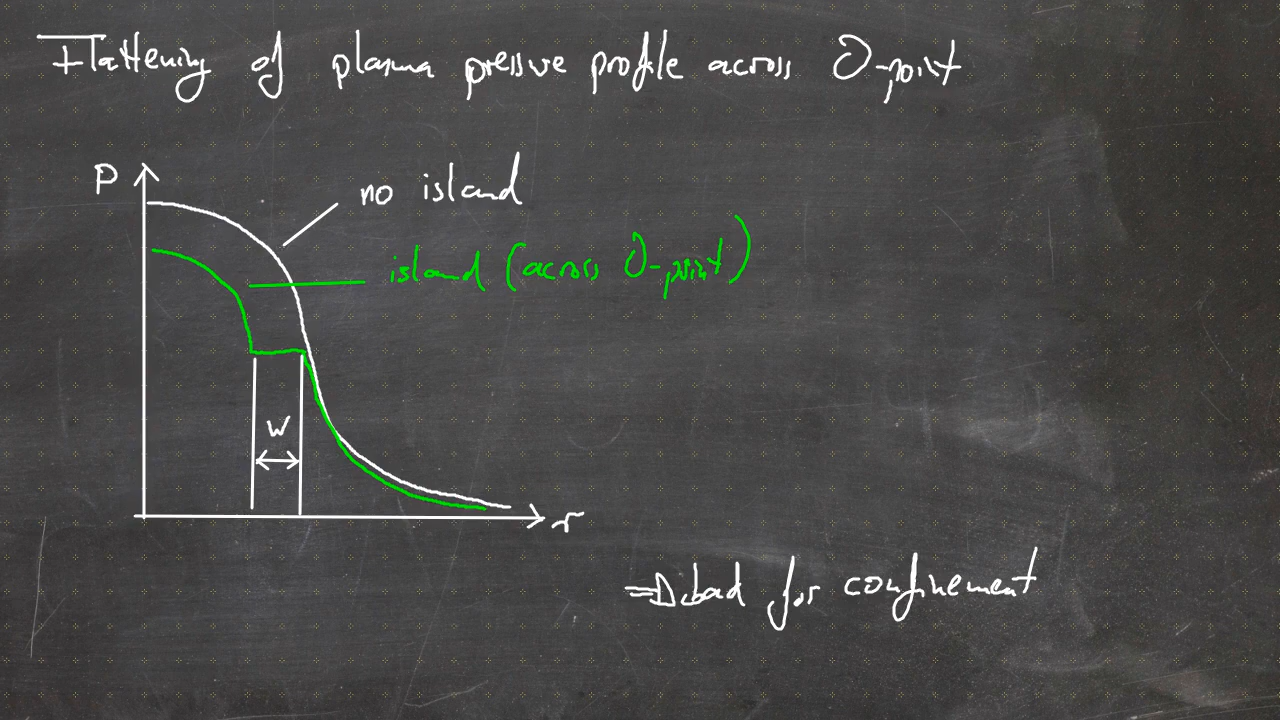 Flattening of plasma pressure profile across O-point
P
no island
island (across O-point)
w
r
⇒ bad for confinement